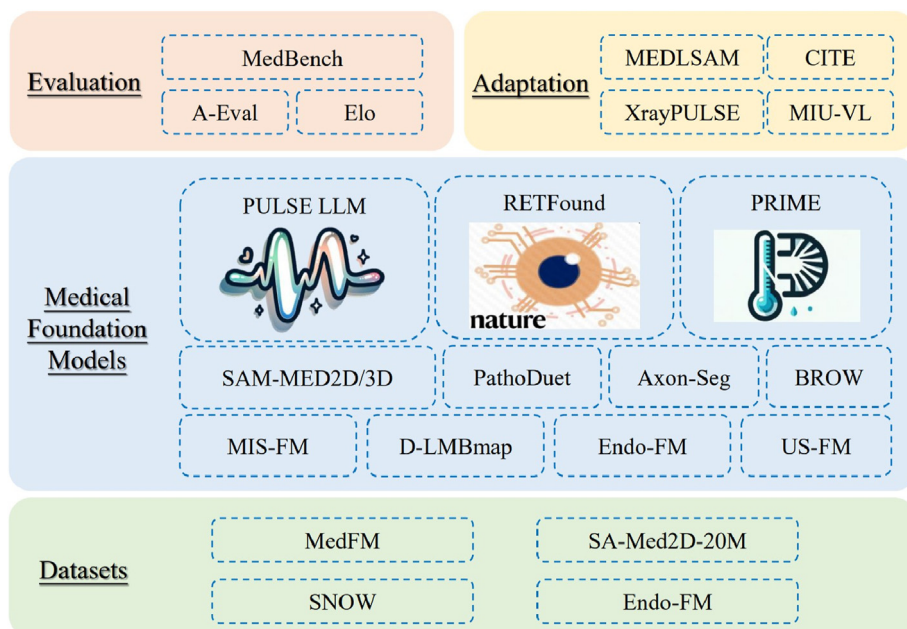 Evaluation
MedBench
A-Eval
Elo
Adaptation
MEDLSAM
CITE
XrayPULSE
MIU-VL
Medical
Foundation
Models
PULSE LLM
RETFound
nature
PRIME
SAM-MED2D/3D
PathoDuet
Axon-Seg
BROW
MIS-FM
D-LMBmap
Endo-FM
US-FM
Datasets
MedFM
SA-Med2D-20M
SNOW
Endo-FM